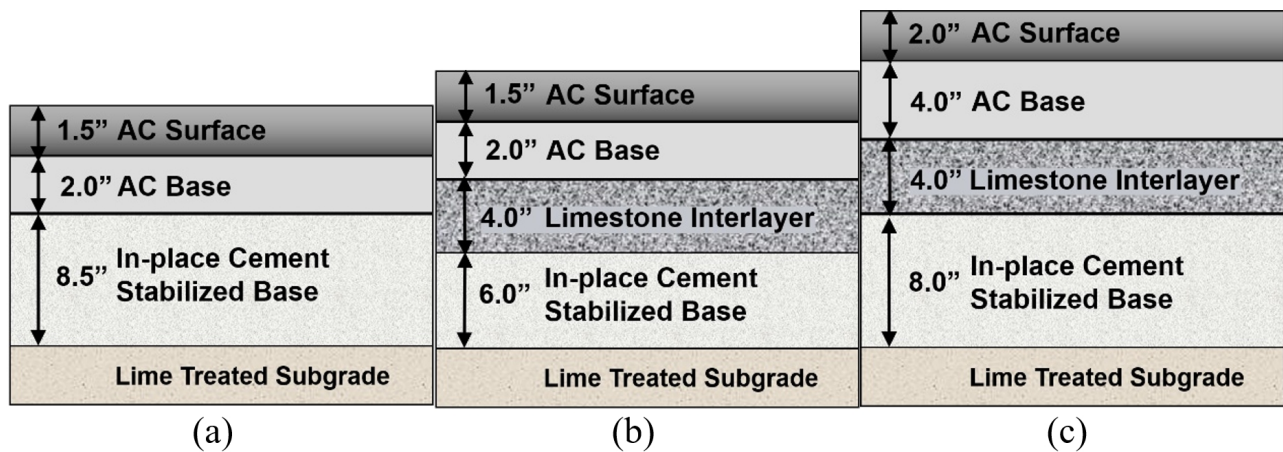 1.5” AC Surface
2.0” AC Base
8.5” In-place Cement
Stabilized Base
Lime Treated Subgrade
(a)
1.5” AC Surface
2.0” AC Base
4.0” Limestone Interlayer
6.0” In-place Cement
Stabilized Base
Lime Treated Subgrade
(b)
2.0” AC Surface
4.0” AC Base
4.0” Limestone Interlayer
8.0” In-place Cement
Stabilized Base
Lime Treated Subgrade
(c)